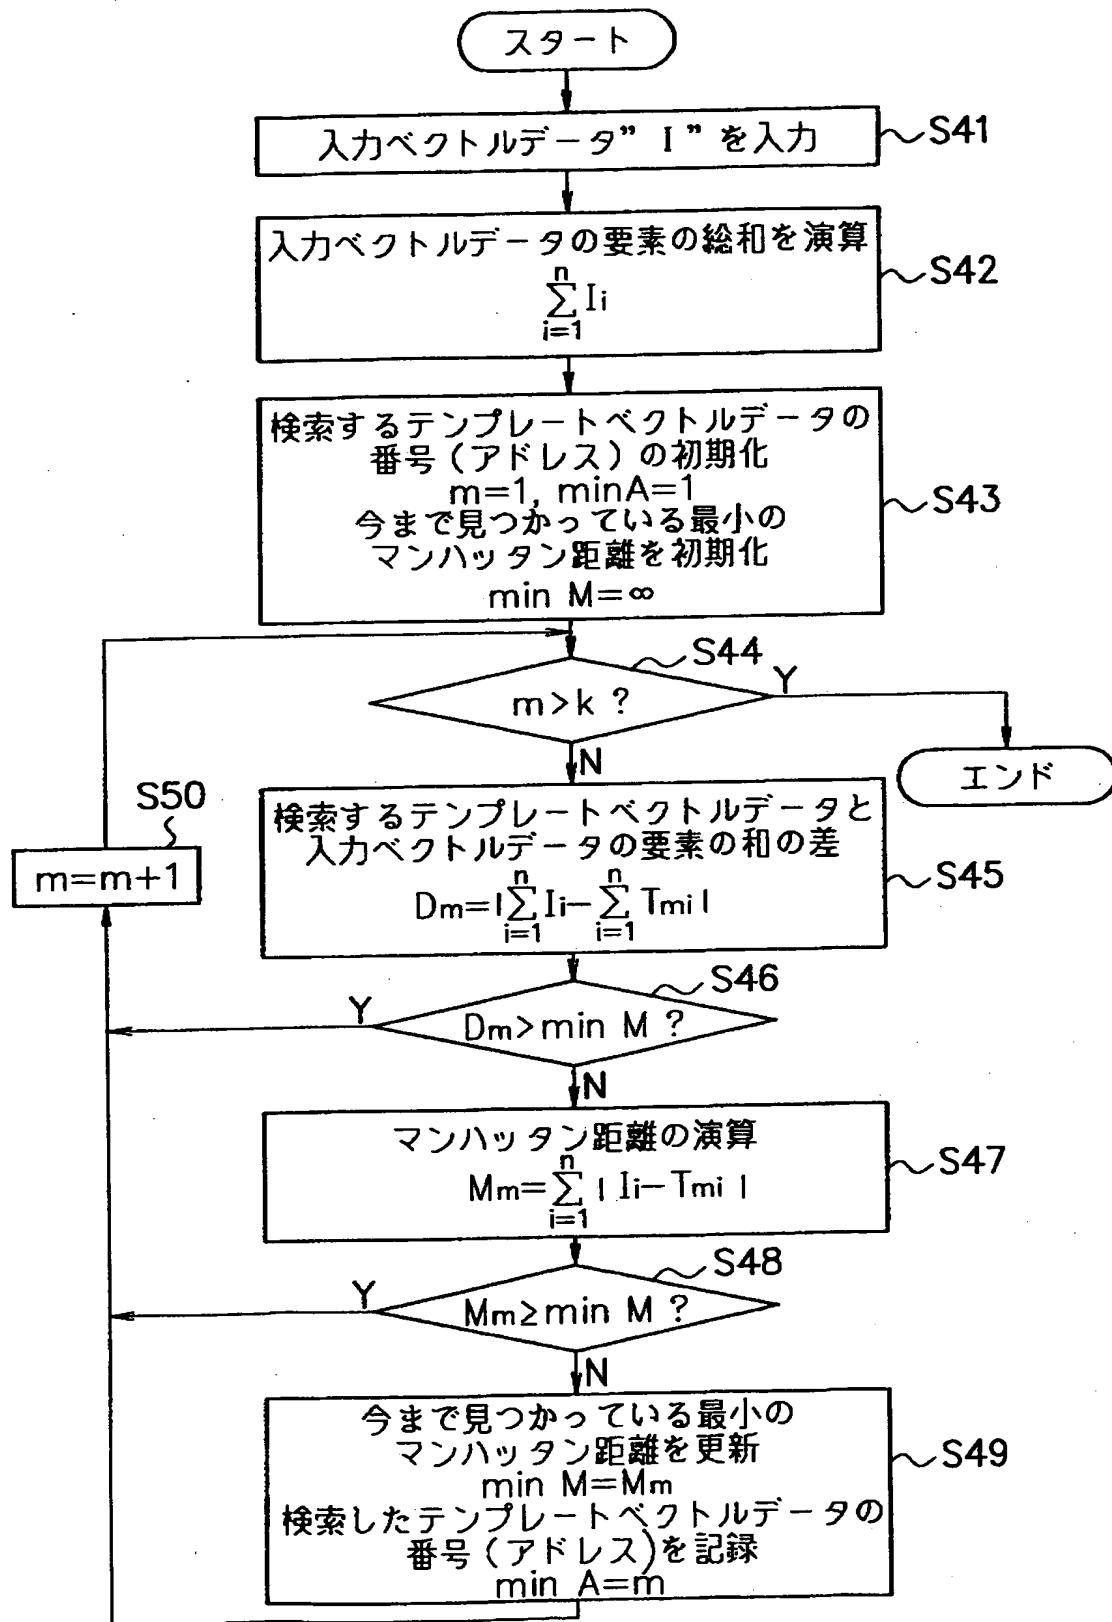 スタート
入力ベクトルデータ”I”を入力
S41
入力ベクトルデータの要素の総和を演算
n
∑Ii
i=1
S42
検索するテンプレートベクトルデータの
番号(アドレス)の初期化
m=1, minA=1
今まで見つかっている最小の
マンハッタン距離を初期化
min M=∞
S43
S44
m>k ?
Y
N
エンド
S50
m=m+1
検索するテンプレートベクトルデータと
入力ベクトルデータの要素の和の差
n n
Dm=|∑Ii−∑Tmi|
i=1 i=1
S45
S46
Y
Dm>min M ?
N
マンハッタン距離の演算
n
Mm=∑| Ii−Tmi |
i=1
S47
S48
Y
Mm≥min M ?
N
今まで見つかっている最小の
マンハッタン距離を更新
min M=Mm
検索したテンプレートベクトルデータの
番号(アドレス)を記録
min A=m
S49